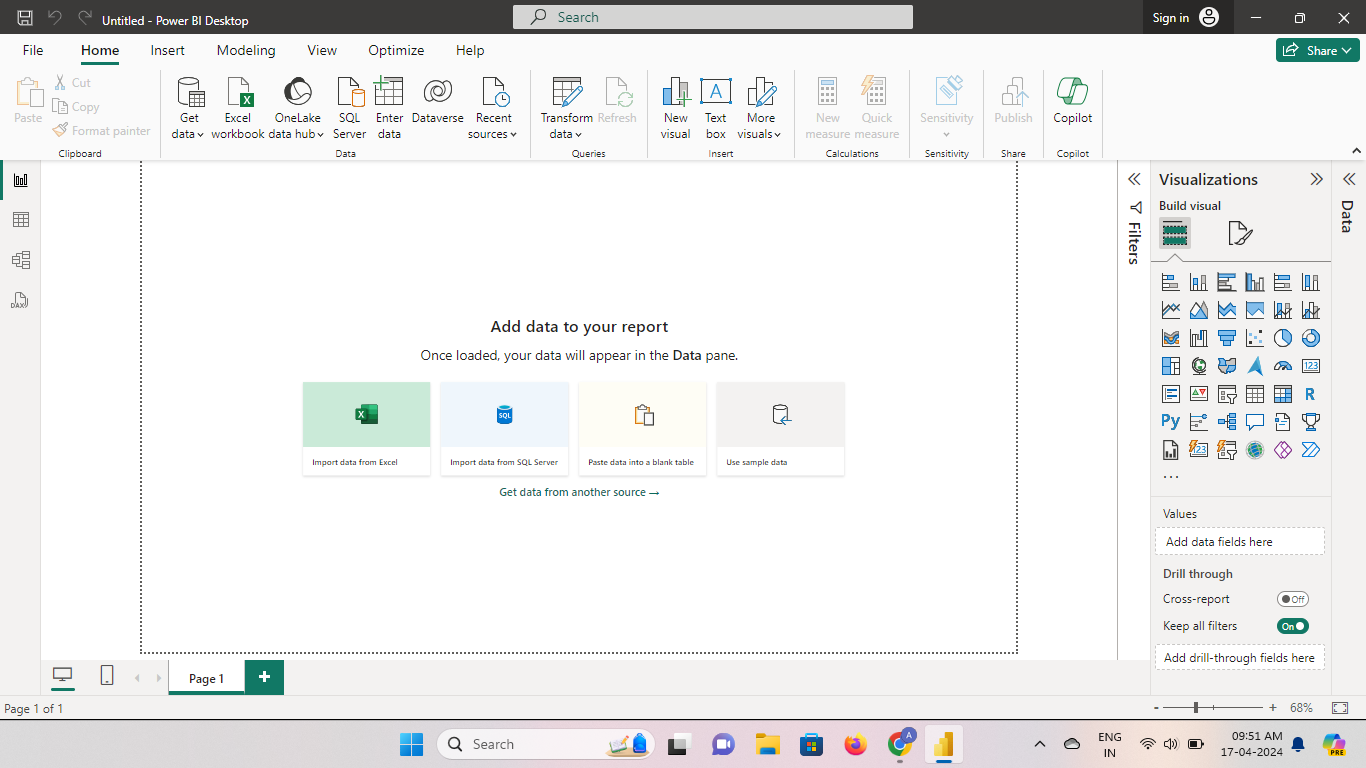 Untitled - Power BI Desktop
Search
Sign in
File Home Insert Modeling View Optimize Help
Share
Paste
Cut
Copy
Format painter
Clipboard
Get data
Excel workbook
OneLake data hub
SQL Server
Enter data
Dataverse
Recent sources
Data
Transform data
Refresh
Queries
New visual
Text box
More visuals
Insert
New measure
Quick measure
Calculations
Sensitivity
Sensitivity
Publish
Share
Copilot
Copilot
DAX
Add data to your report
Once loaded, your data will appear in the Data pane.
SQL
Import data from Excel
Import data from SQL Server
Paste data into a blank table
Use sample data
Get data from another source →
Filters
Visualizations
Build visual
123
R
Py
123
...
Values
Add data fields here
Drill through
Cross-report
Off
Keep all filters
On
Add drill-through fields here
Data
Page 1
+
Page 1 of 1
- + 68%
Search
A
ENG
IN
09:51 AM
17-04-2024
PRE